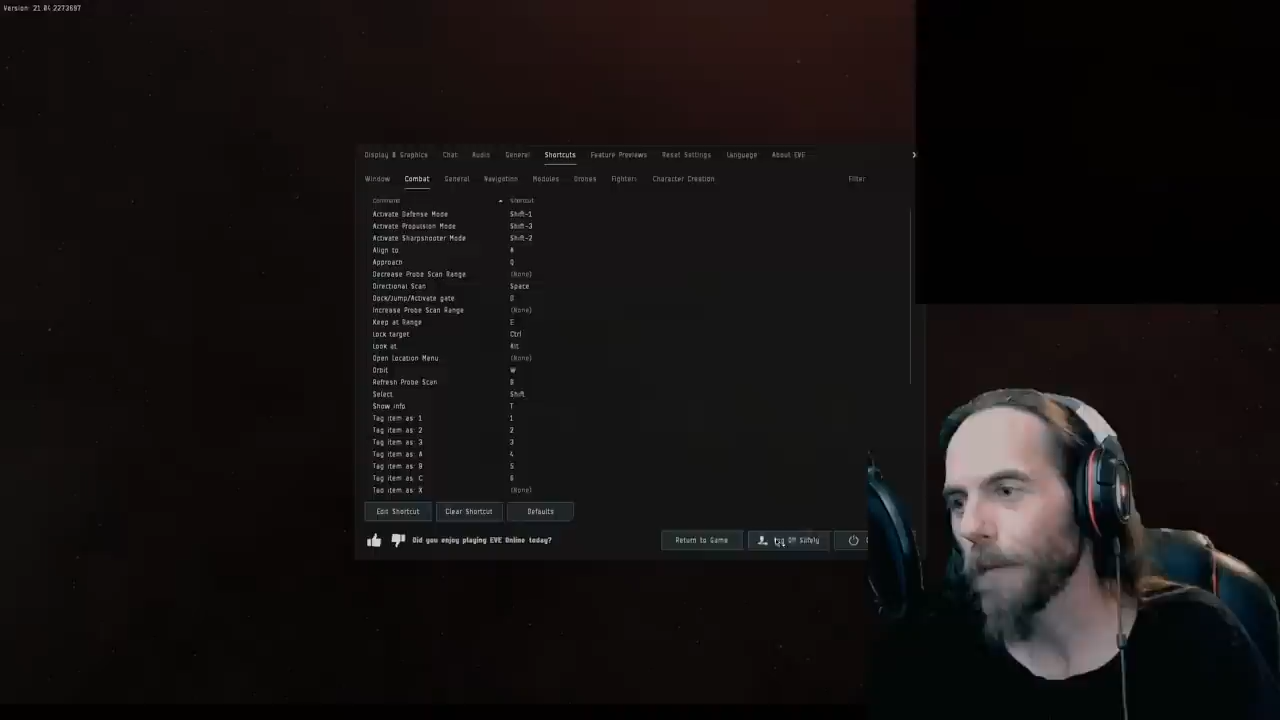 Version: 21.04.2273697
Display & Graphics Chat Audio General Shortcuts Feature Previews Reset Settings Language About EVE
Window Combat General Navigation Modules Drones Fighters Character Creation Filter
Command Shortcut
Activate Defense Mode Shift-1
Activate Propulsion Mode Shift-3
Activate Sharpshooter Mode Shift-2
Align to A
Approach Q
Decrease Probe Scan Range (None)
Directional Scan Space
Dock/Jump/Activate gate D
Increase Probe Scan Range (None)
Keep at Range E
Lock target Ctrl
Look at Alt
Open Location Menu (None)
Orbit W
Refresh Probe Scan B
Select Shift
Show info T
Tag item as: 1 1
Tag item as: 2 2
Tag item as: 3 3
Tag item as: A 4
Tag item as: B 5
Tag item as: C 6
Tag item as: X (None)
Edit Shortcut Clear Shortcut Defaults
Did you enjoy playing EVE Online today? Return to Game Log Off Safely